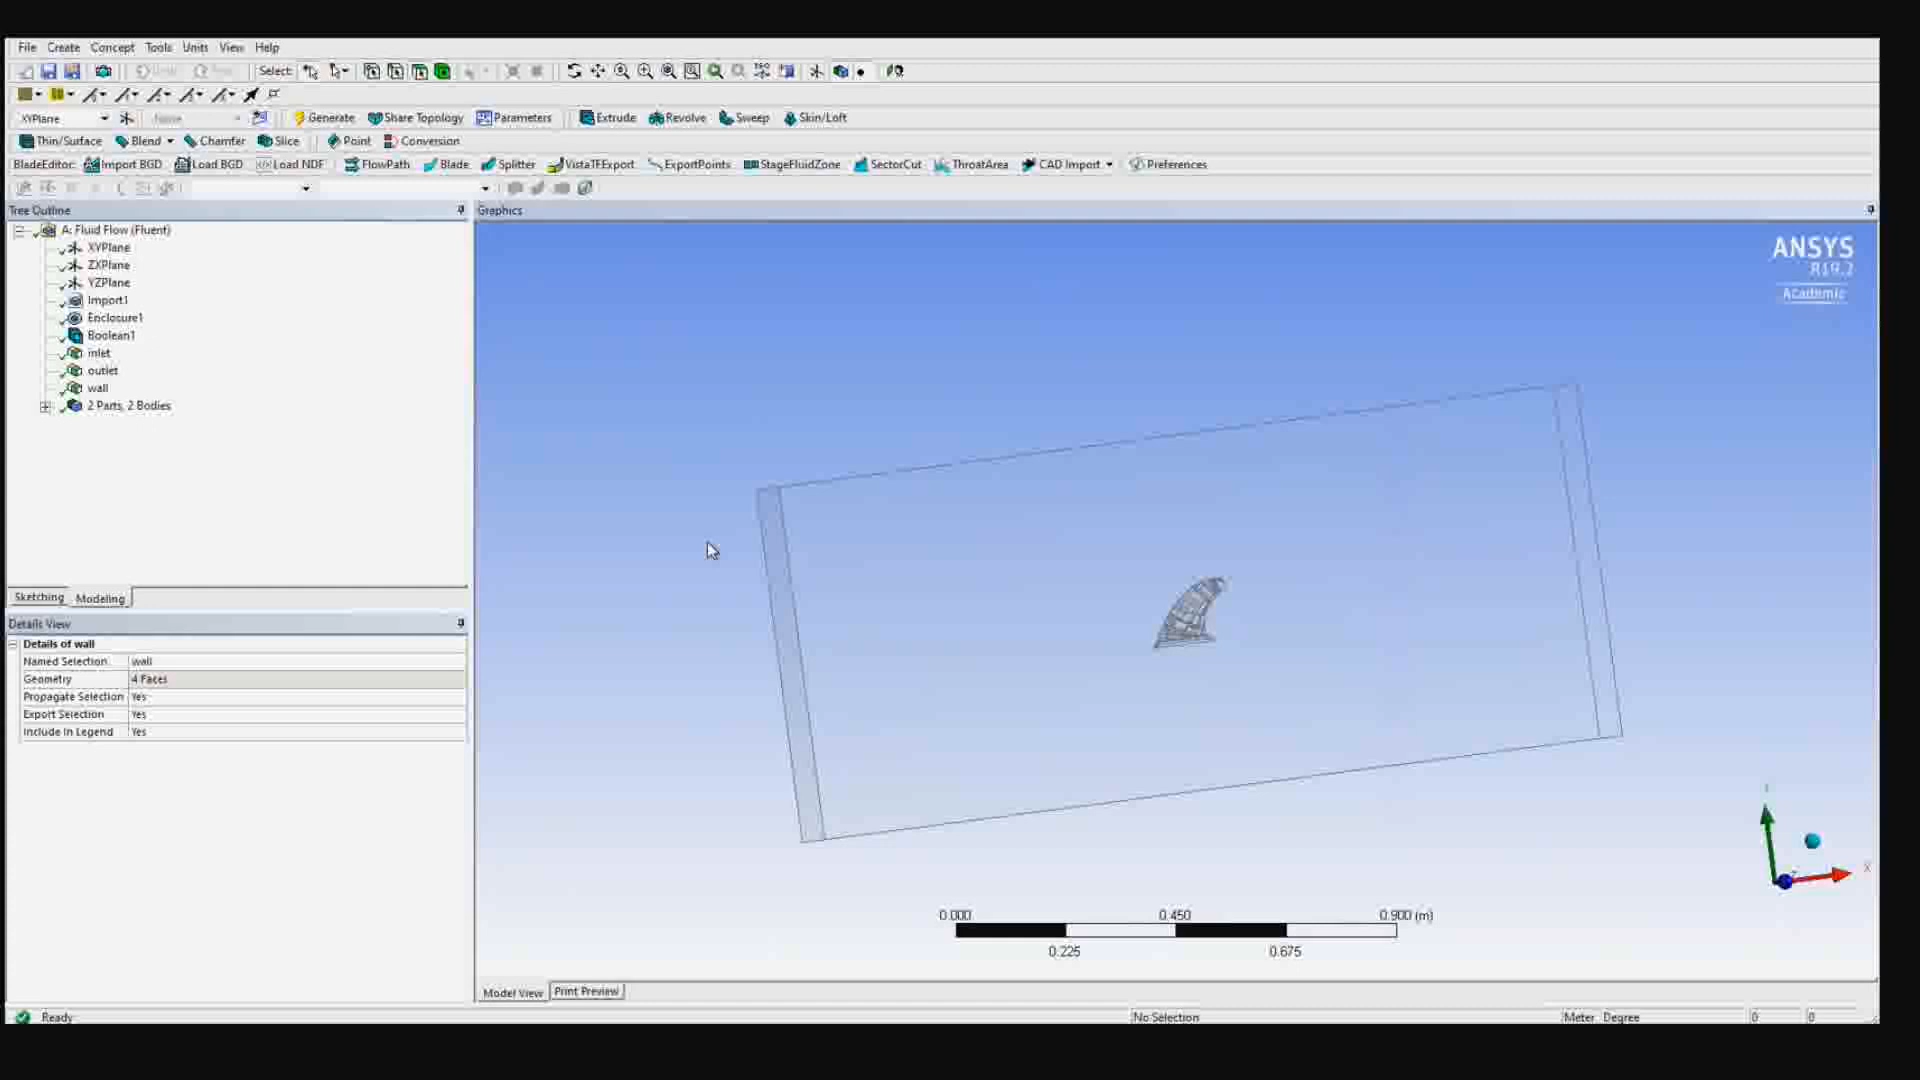 File Create Concept Tools Units View Help
Select:
XYPlane Generate Share Topology Parameters Extrude Revolve Sweep Skin/Loft
Thin/Surface Blend Chamfer Slice Point Conversion
BladeEditor: Import BGD Load BGD Load NDF FlowPath Blade Splitter VistaTFExport ExportPoints StageFluidZone SectorCut ThroatArea CAD Import Preferences
Tree Outline
A: Fluid Flow (Fluent)
XYPlane
ZXPlane
YZPlane
Import1
Enclosure1
Boolean1
inlet
outlet
wall
2 Parts, 2 Bodies
Sketching Modeling
Details View
Details of wall
Named Selection wall
Geometry 4 Faces
Propagate Selection Yes
Export Selection Yes
Include In Legend Yes
Graphics
ANSYS
R19.2
Academic
X
0.000 0.450 0.900 (m)
0.225 0.675
Model View Print Preview
Ready No Selection Meter Degree 0 0